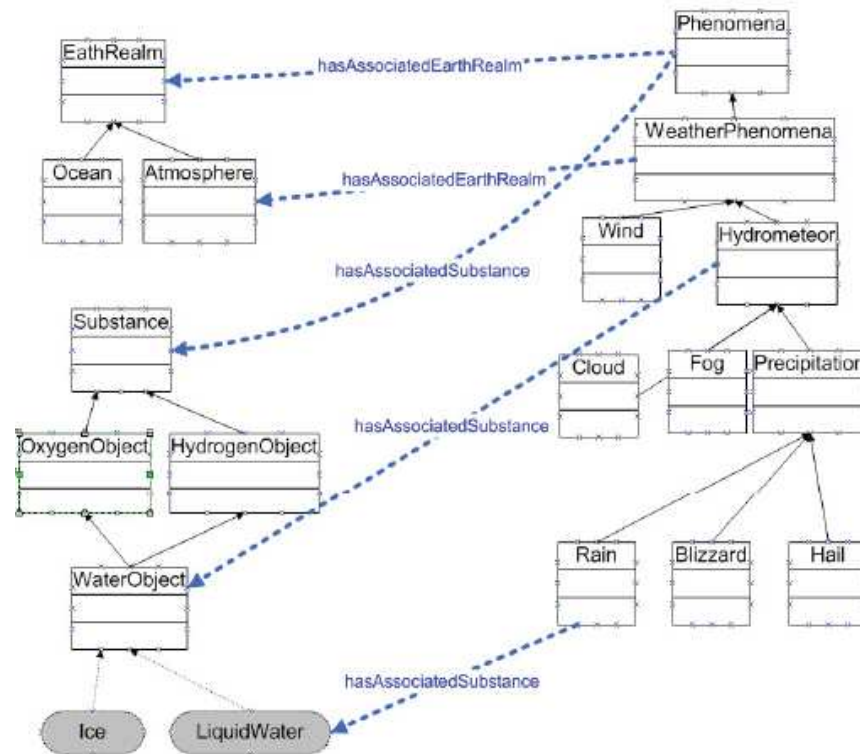 Phenomena
EathRealm
hasAssociatedEarthRealm
WeatherPhenomena
Ocean
Atmosphere
hasAssociatedEarthRealm
Wind
Hydrometeor
hasAssociatedSubstance
Substance
Cloud
Fog
Precipitation
hasAssociatedSubstance
OxygenObject
HydrogenObject
Rain
Blizzard
Hail
WaterObject
hasAssociatedSubstance
Ice
LiquidWater